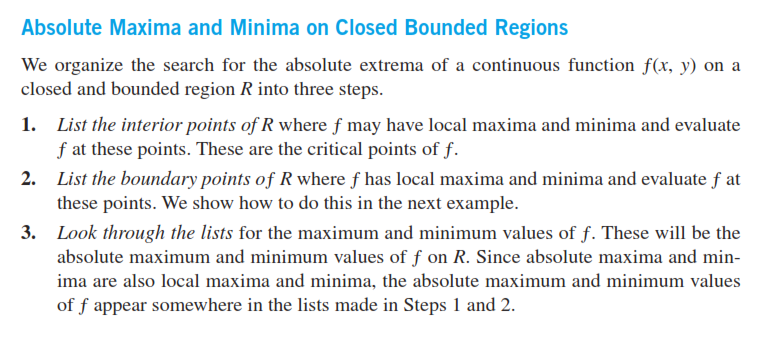 Absolute Maxima and Minima on Closed Bounded Regions
We organize the search for the absolute extrema of a continuous function f(x, y) on a
closed and bounded region R into three steps.
1. List the interior points of R where f may have local maxima and minima and evaluate
f at these points. These are the critical points of f.
2. List the boundary points of R where f has local maxima and minima and evaluate f at
these points. We show how to do this in the next example.
3. Look through the lists for the maximum and minimum values of f. These will be the
absolute maximum and minimum values of f on R. Since absolute maxima and min-
ima are also local maxima and minima, the absolute maximum and minimum values
of f appear somewhere in the lists made in Steps 1 and 2.